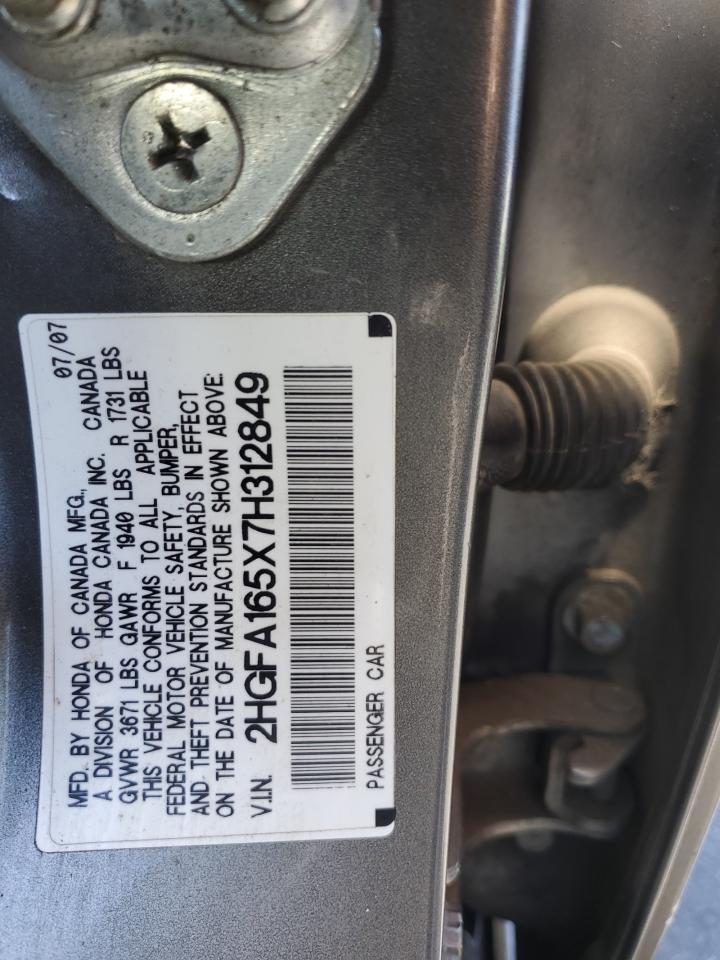 MFD. BY HONDA OF CANADA MFG., 07/07
A DIVISION OF HONDA CANADA INC. CANADA
GVWR 3671 LBS GAWR F 1940 LBS R 1731 LBS
THIS VEHICLE CONFORMS TO ALL APPLICABLE
FEDERAL MOTOR VEHICLE SAFETY, BUMPER,
AND THEFT PREVENTION STANDARDS IN EFFECT
ON THE DATE OF MANUFACTURE SHOWN ABOVE.
V.I.N. 2HGFA165X7H312849
PASSENGER CAR